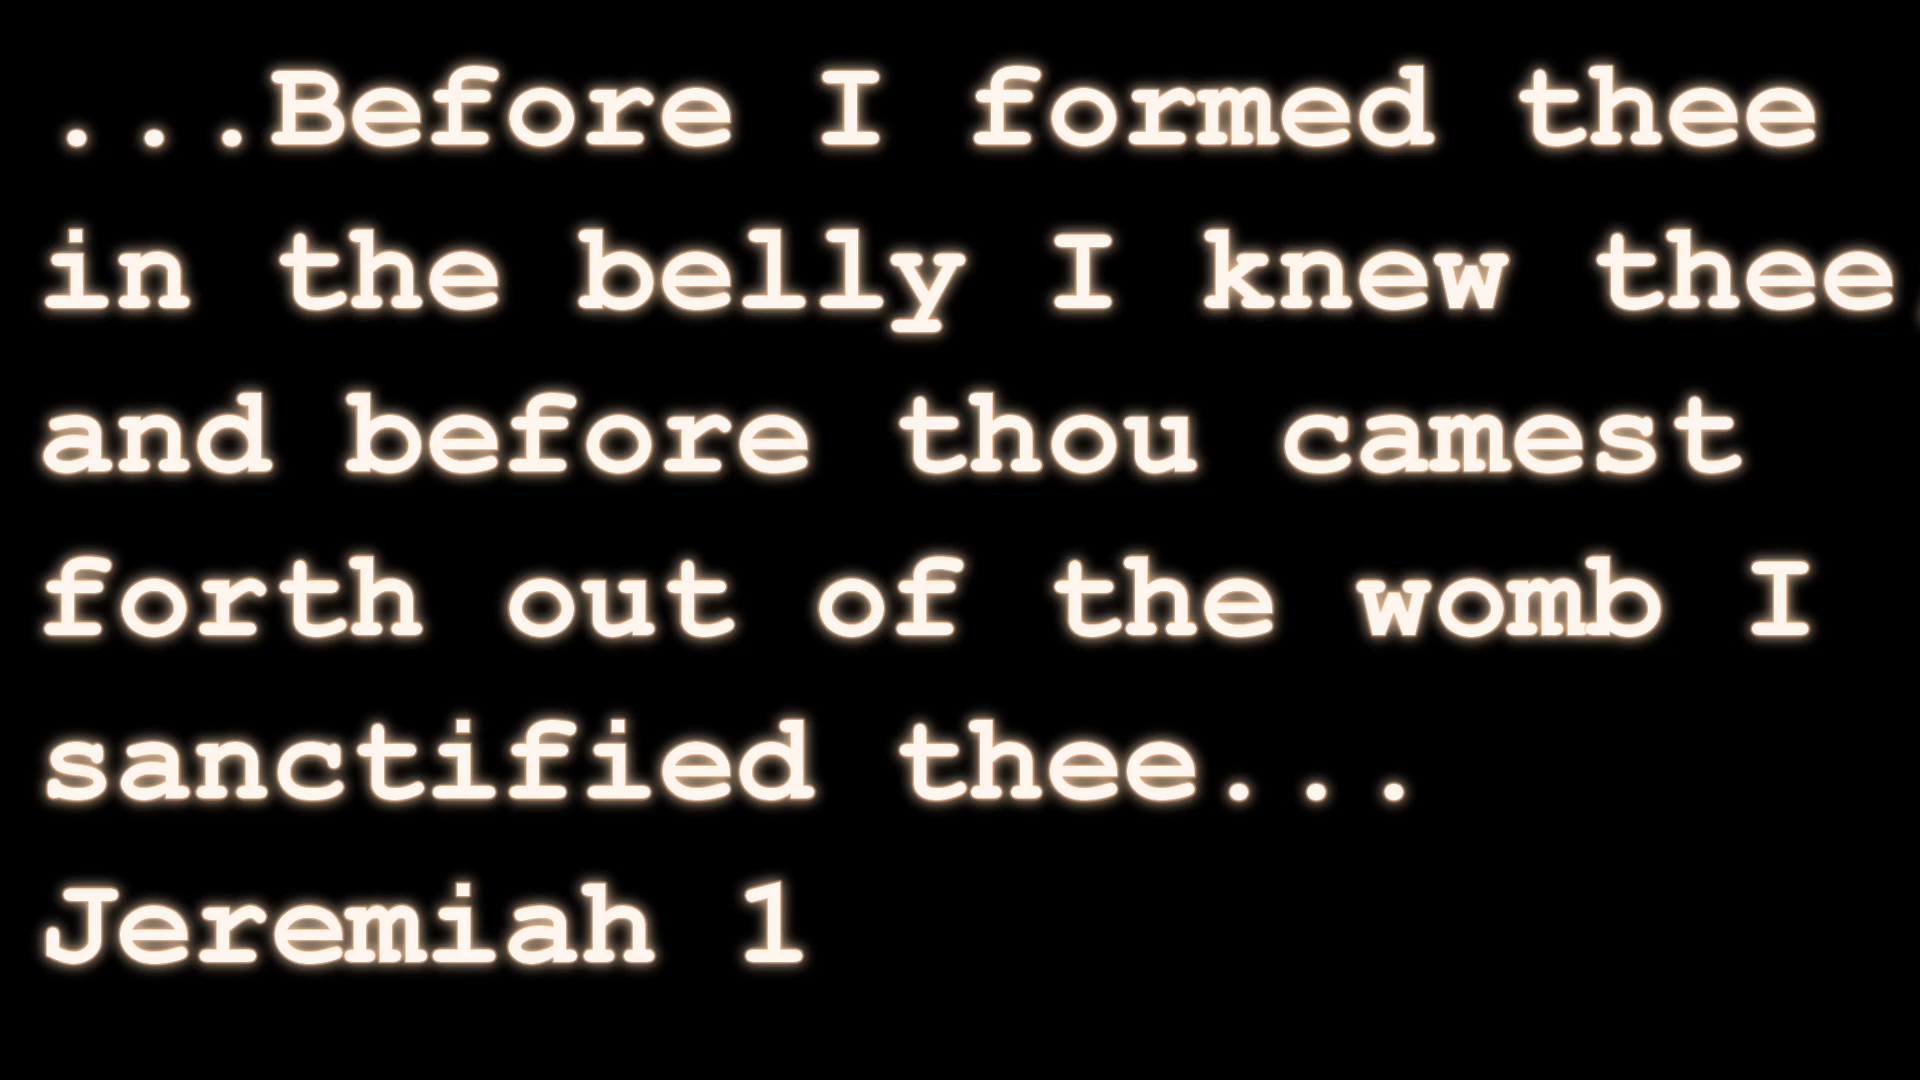 ...Before I formed thee
in the belly I knew thee,
and before thou camest
forth out of the womb I
sanctified thee...
Jeremiah 1